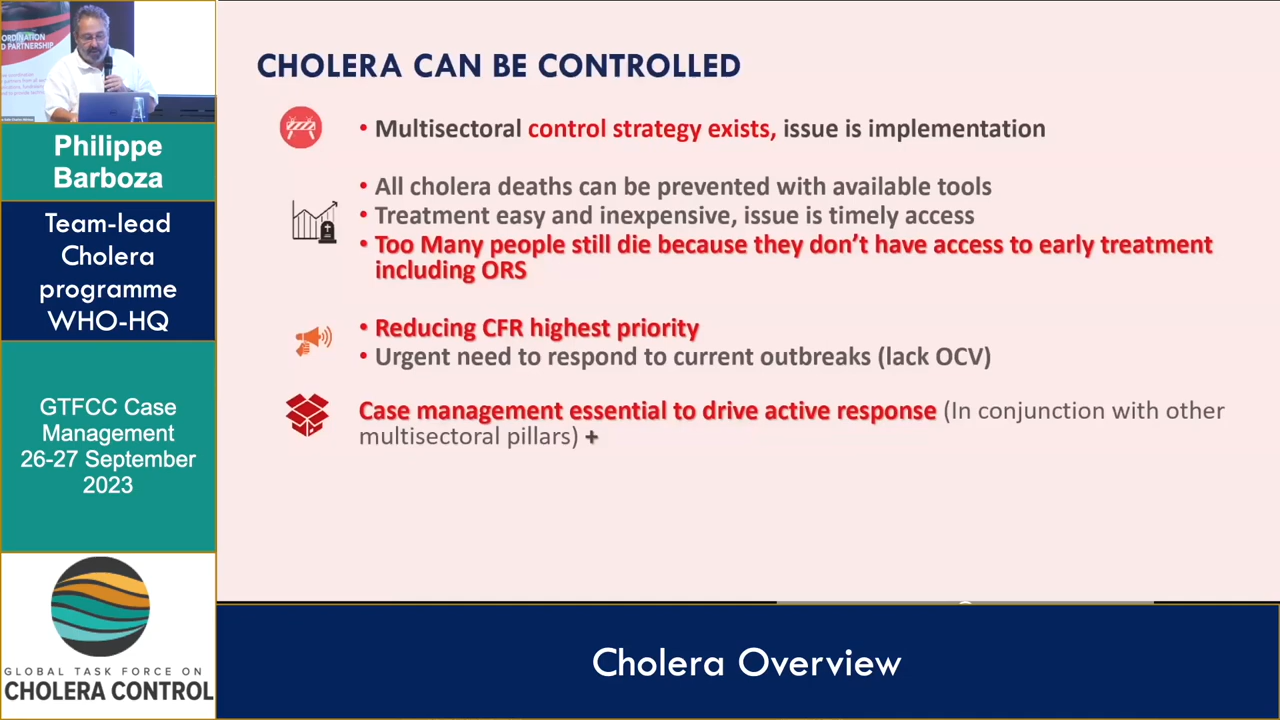 ORDINATION
D PARTNERSHIP
Philippe
Barboza
Team-lead
Cholera
programme
WHO-HQ
GTFCC Case
Management
26-27 September
2023
GLOBAL TASK FORCE ON
CHOLERA CONTROL
CHOLERA CAN BE CONTROLLED
• Multisectoral control strategy exists, issue is implementation
• All cholera deaths can be prevented with available tools
• Treatment easy and inexpensive, issue is timely access
• Too Many people still die because they don’t have access to early treatment
including ORS
• Reducing CFR highest priority
• Urgent need to respond to current outbreaks (lack OCV)
Case management essential to drive active response (In conjunction with other
multisectoral pillars) +
Cholera Overview